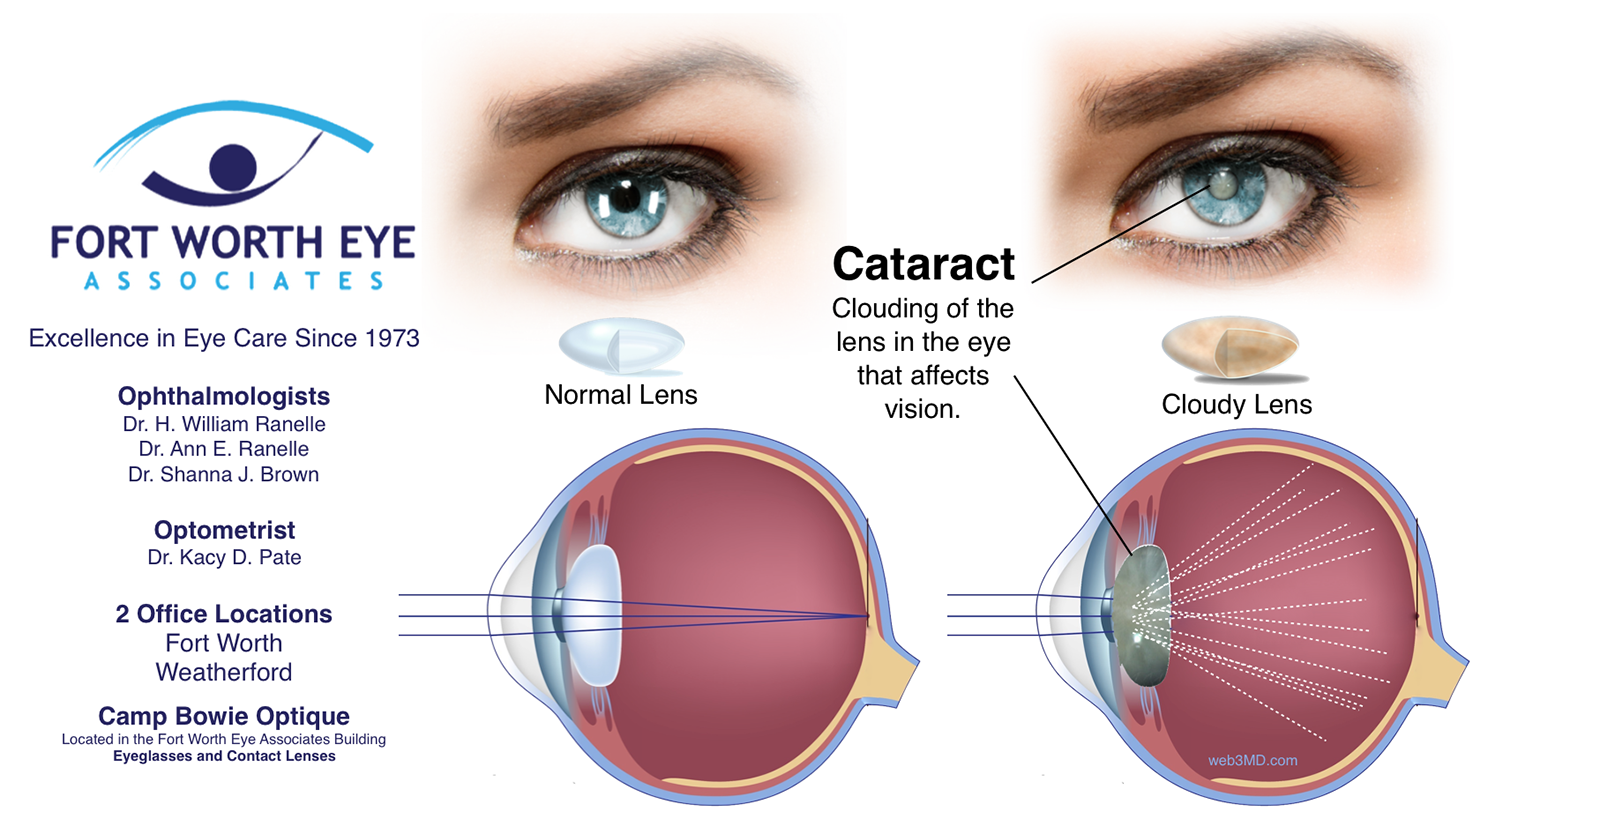 FORT WORTH EYE
ASSOCIATES
Excellence in Eye Care Since 1973
Ophthalmologists
Dr. H. William Ranelle
Dr. Ann E. Ranelle
Dr. Shanna J. Brown
Optometrist
Dr. Kacy D. Pate
2 Office Locations
Fort Worth
Weatherford
Camp Bowie Optique
Located in the Fort Worth Eye Associates Building
Eyeglasses and Contact Lenses
Normal Lens
Cataract
Clouding of the
lens in the eye
that affects
vision.
Cloudy Lens
web3MD.com